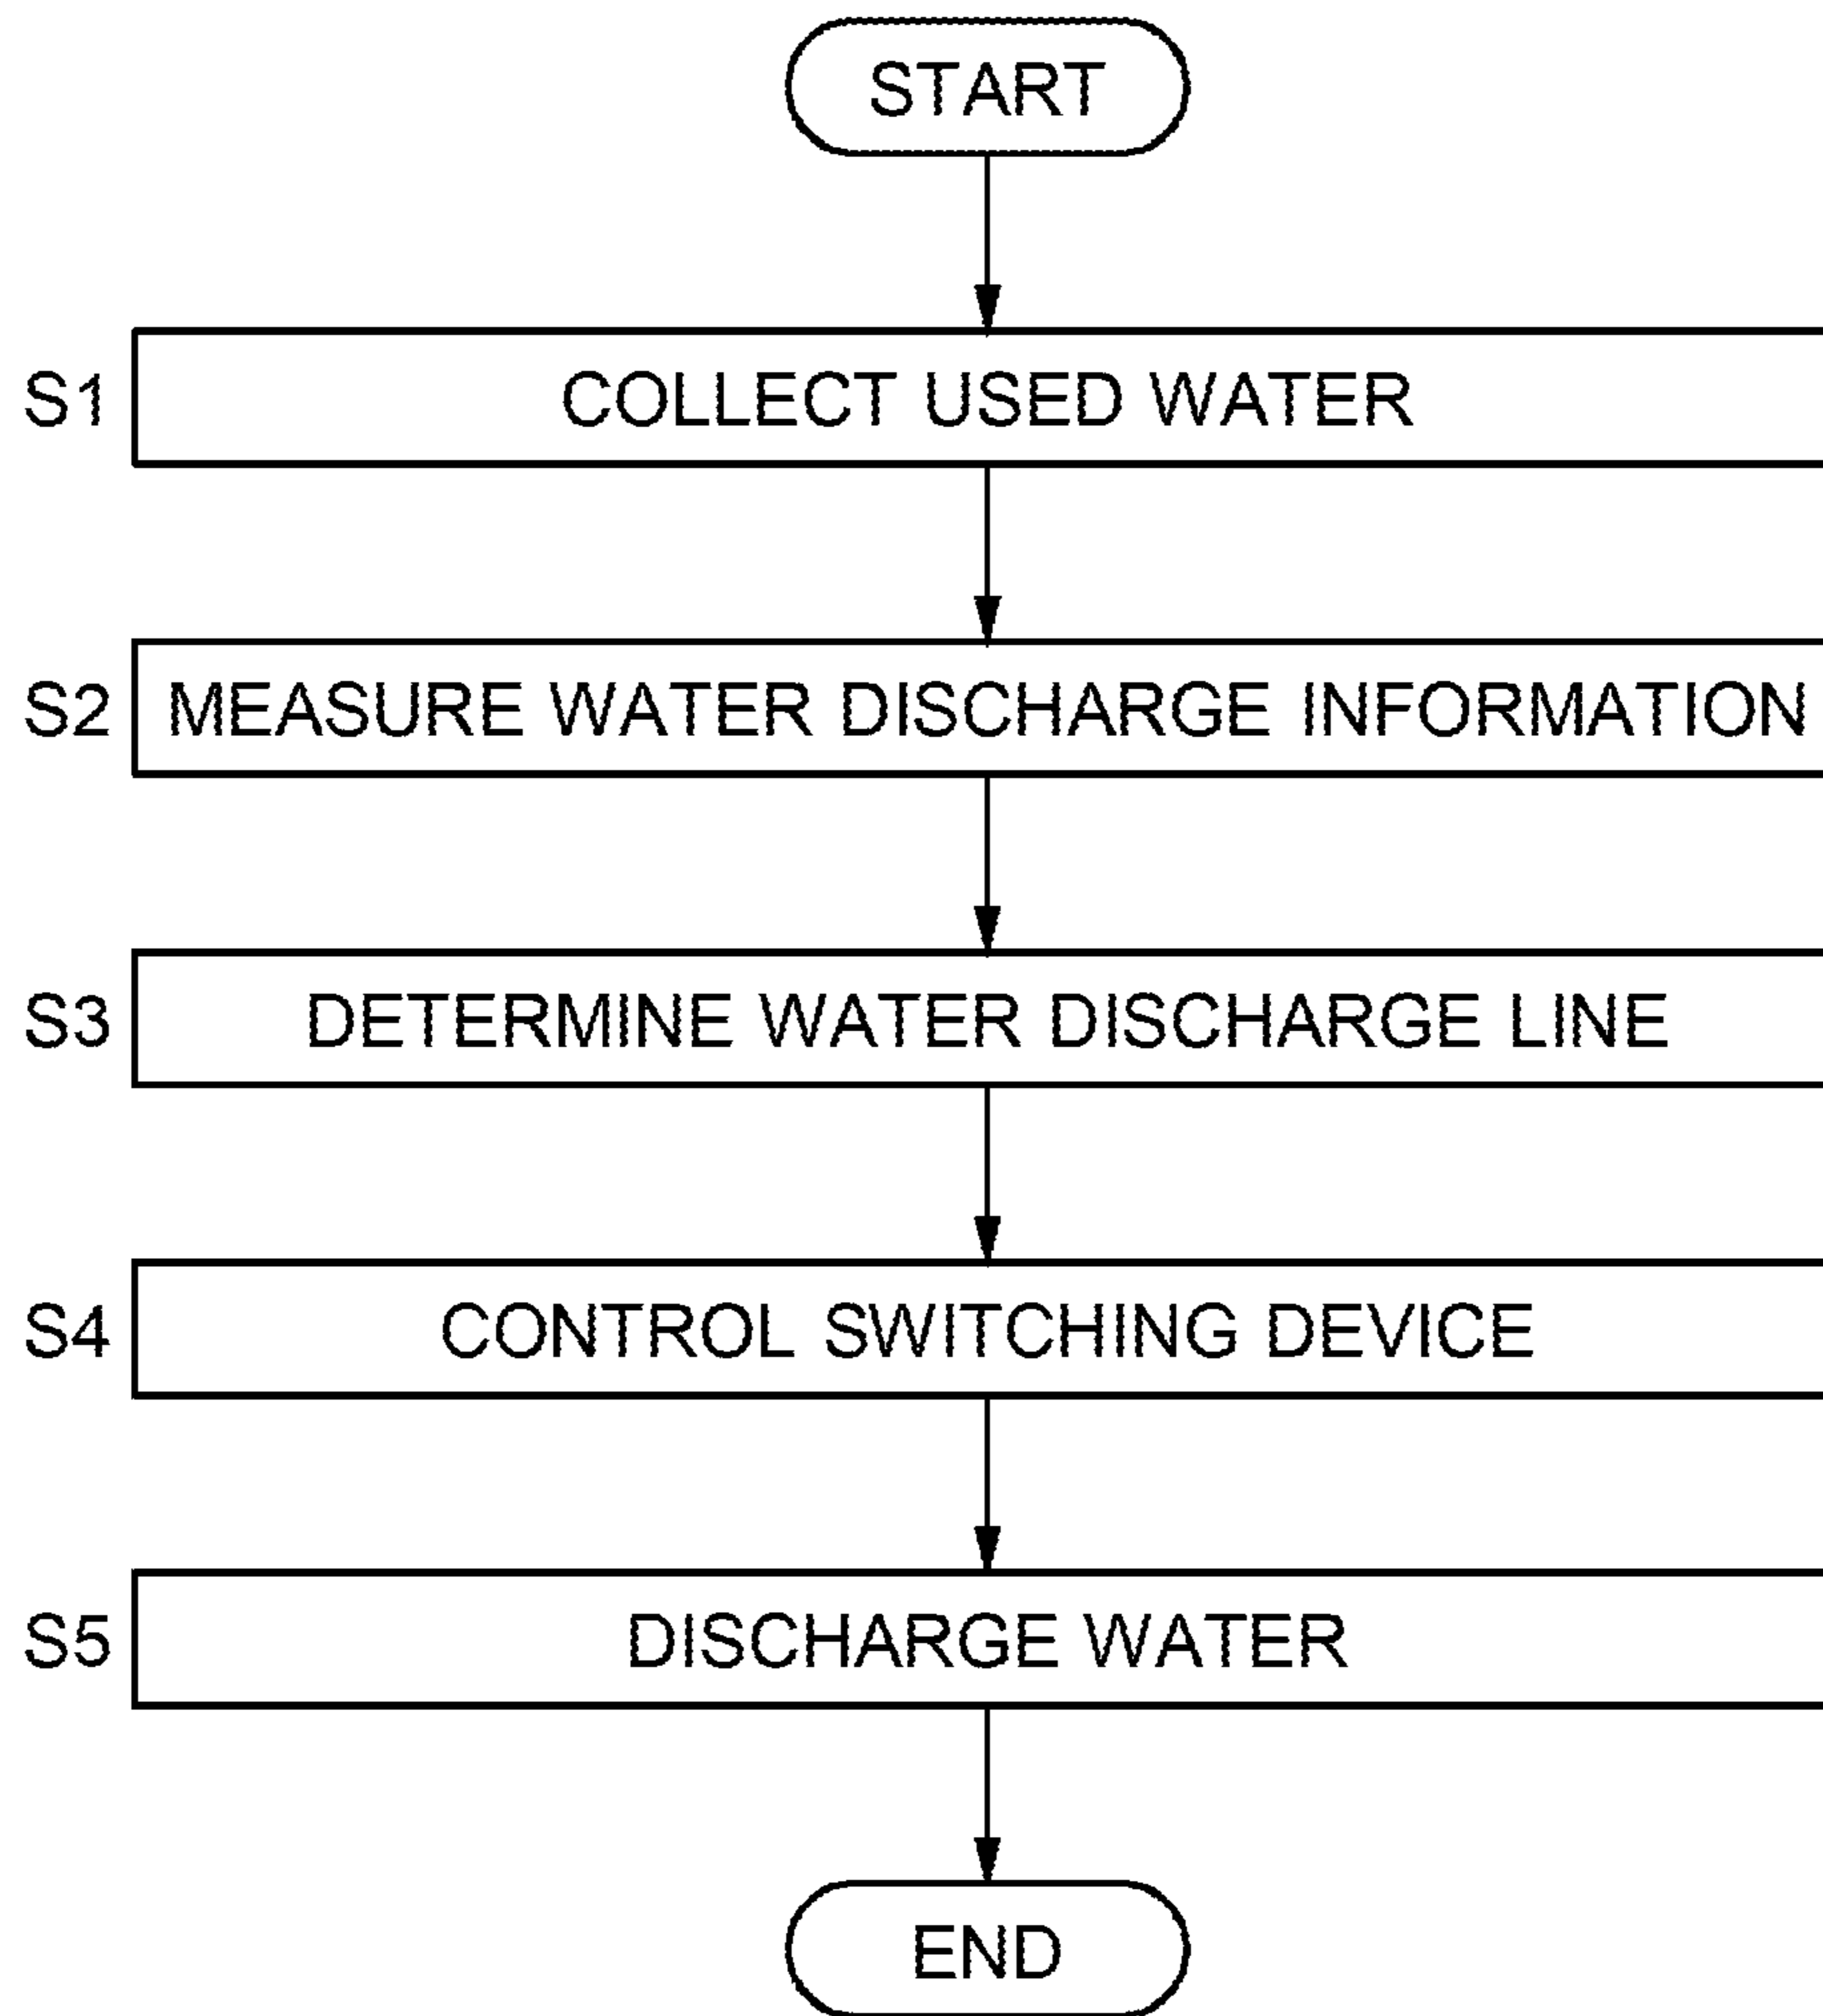 START
S1 COLLECT USED WATER
S2 MEASURE WATER DISCHARGE INFORMATION
S3 DETERMINE WATER DISCHARGE LINE
S4 CONTROL SWITCHING DEVICE
S5 DISCHARGE WATER
END